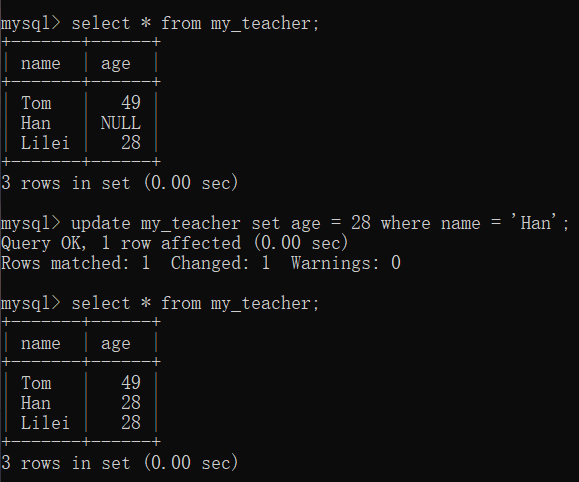 mysql> select * from my_teacher;
+-------+------+
| name  | age  |
+-------+------+
| Tom   |   49 |
| Han   | NULL |
| Lilei |   28 |
+-------+------+
3 rows in set (0.00 sec)
mysql> update my_teacher set age = 28 where name = 'Han';
Query OK, 1 row affected (0.00 sec)
Rows matched: 1  Changed: 1  Warnings: 0
mysql> select * from my_teacher;
+-------+------+
| name  | age  |
+-------+------+
| Tom   |   49 |
| Han   |   28 |
| Lilei |   28 |
+-------+------+
3 rows in set (0.00 sec)